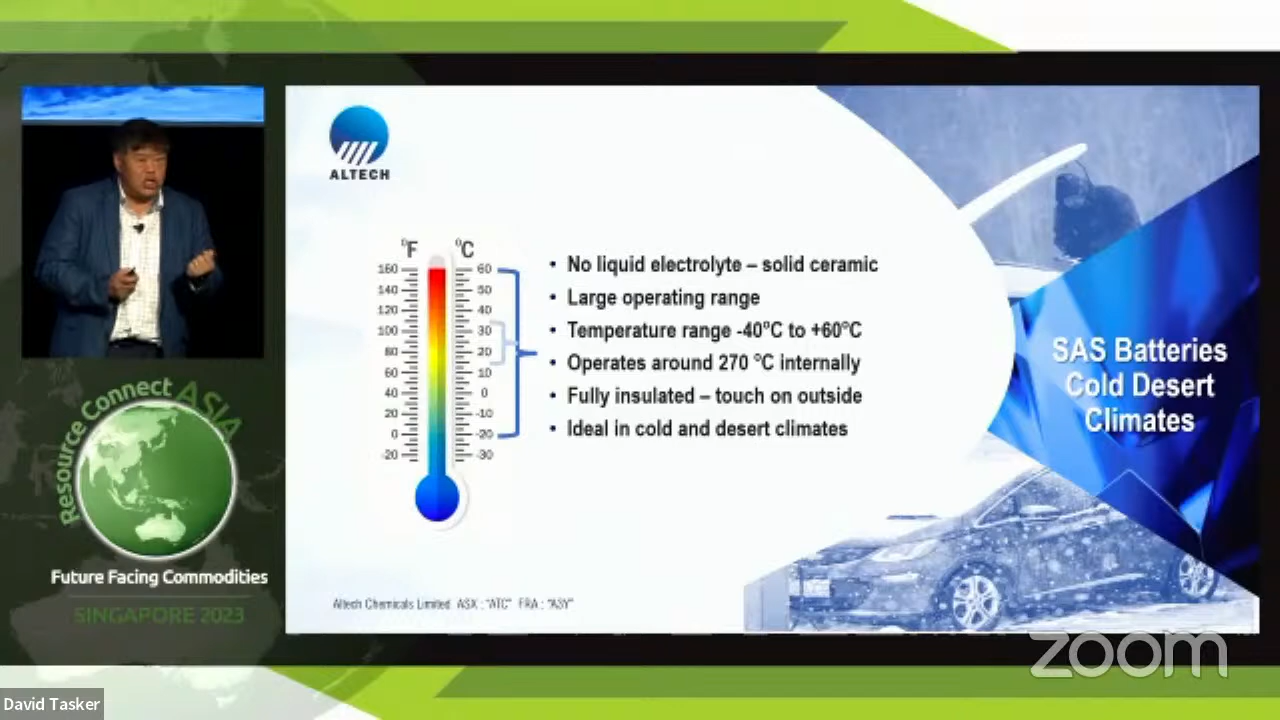 ALTECH
°F
°C
160
60
140
50
120
40
100
30
80
20
60
10
40
0
20
-10
0
-20
-20
-30
• No liquid electrolyte – solid ceramic
• Large operating range
• Temperature range -40°C to +60°C
• Operates around 270 °C internally
• Fully insulated – touch on outside
• Ideal in cold and desert climates
SAS Batteries
Cold Desert
Climates
Altech Chemicals Limited ASX : "ATC" FRA : "A3Y"
Resource Connect ASIA
Future Facing Commodities
SINGAPORE 2023
zoom
David Tasker